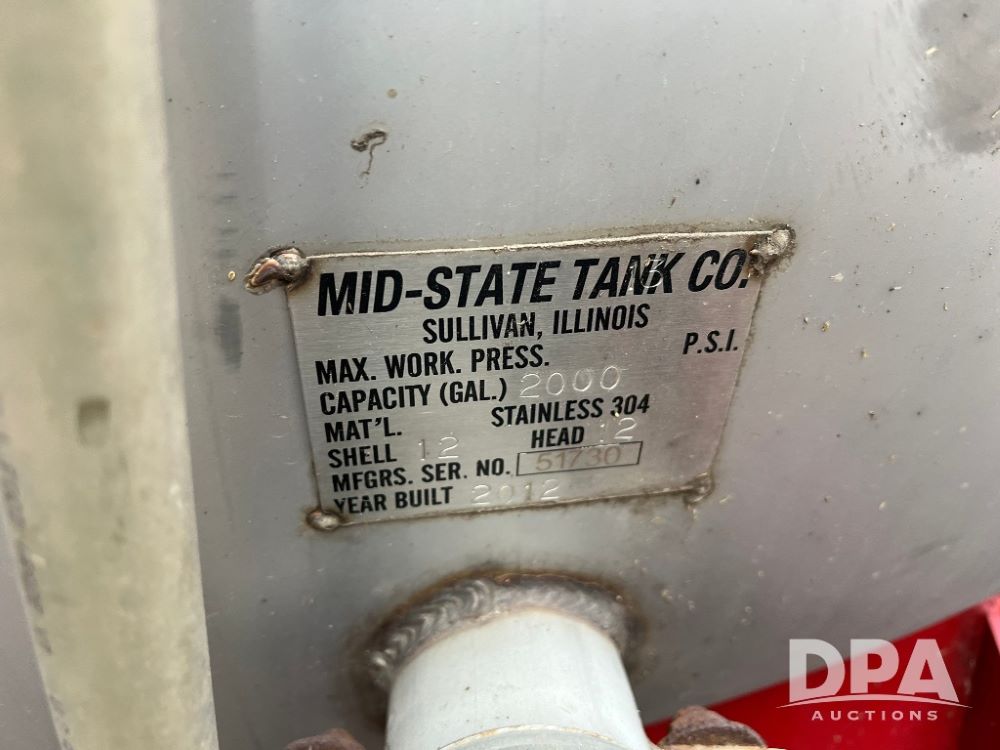 MID-STATE TANK CO.
SULLIVAN, ILLINOIS
MAX. WORK. PRESS. P.S.I.
CAPACITY (GAL.) 2000
MAT'L. STAINLESS 304
SHELL 12 HEAD 12
MFGRS. SER. NO. 51730
YEAR BUILT 2012
DPA
AUCTIONS